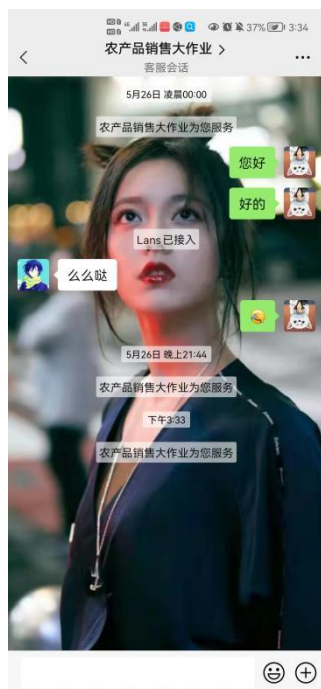 37% 3:34
农产品销售大作业 >
客服会话
5月26日 凌晨00:00
农产品销售大作业为您服务
您好
好的
Lans已接入
么么哒
5月26日 晚上21:44
农产品销售大作业为您服务
下午3:33
农产品销售大作业为您服务